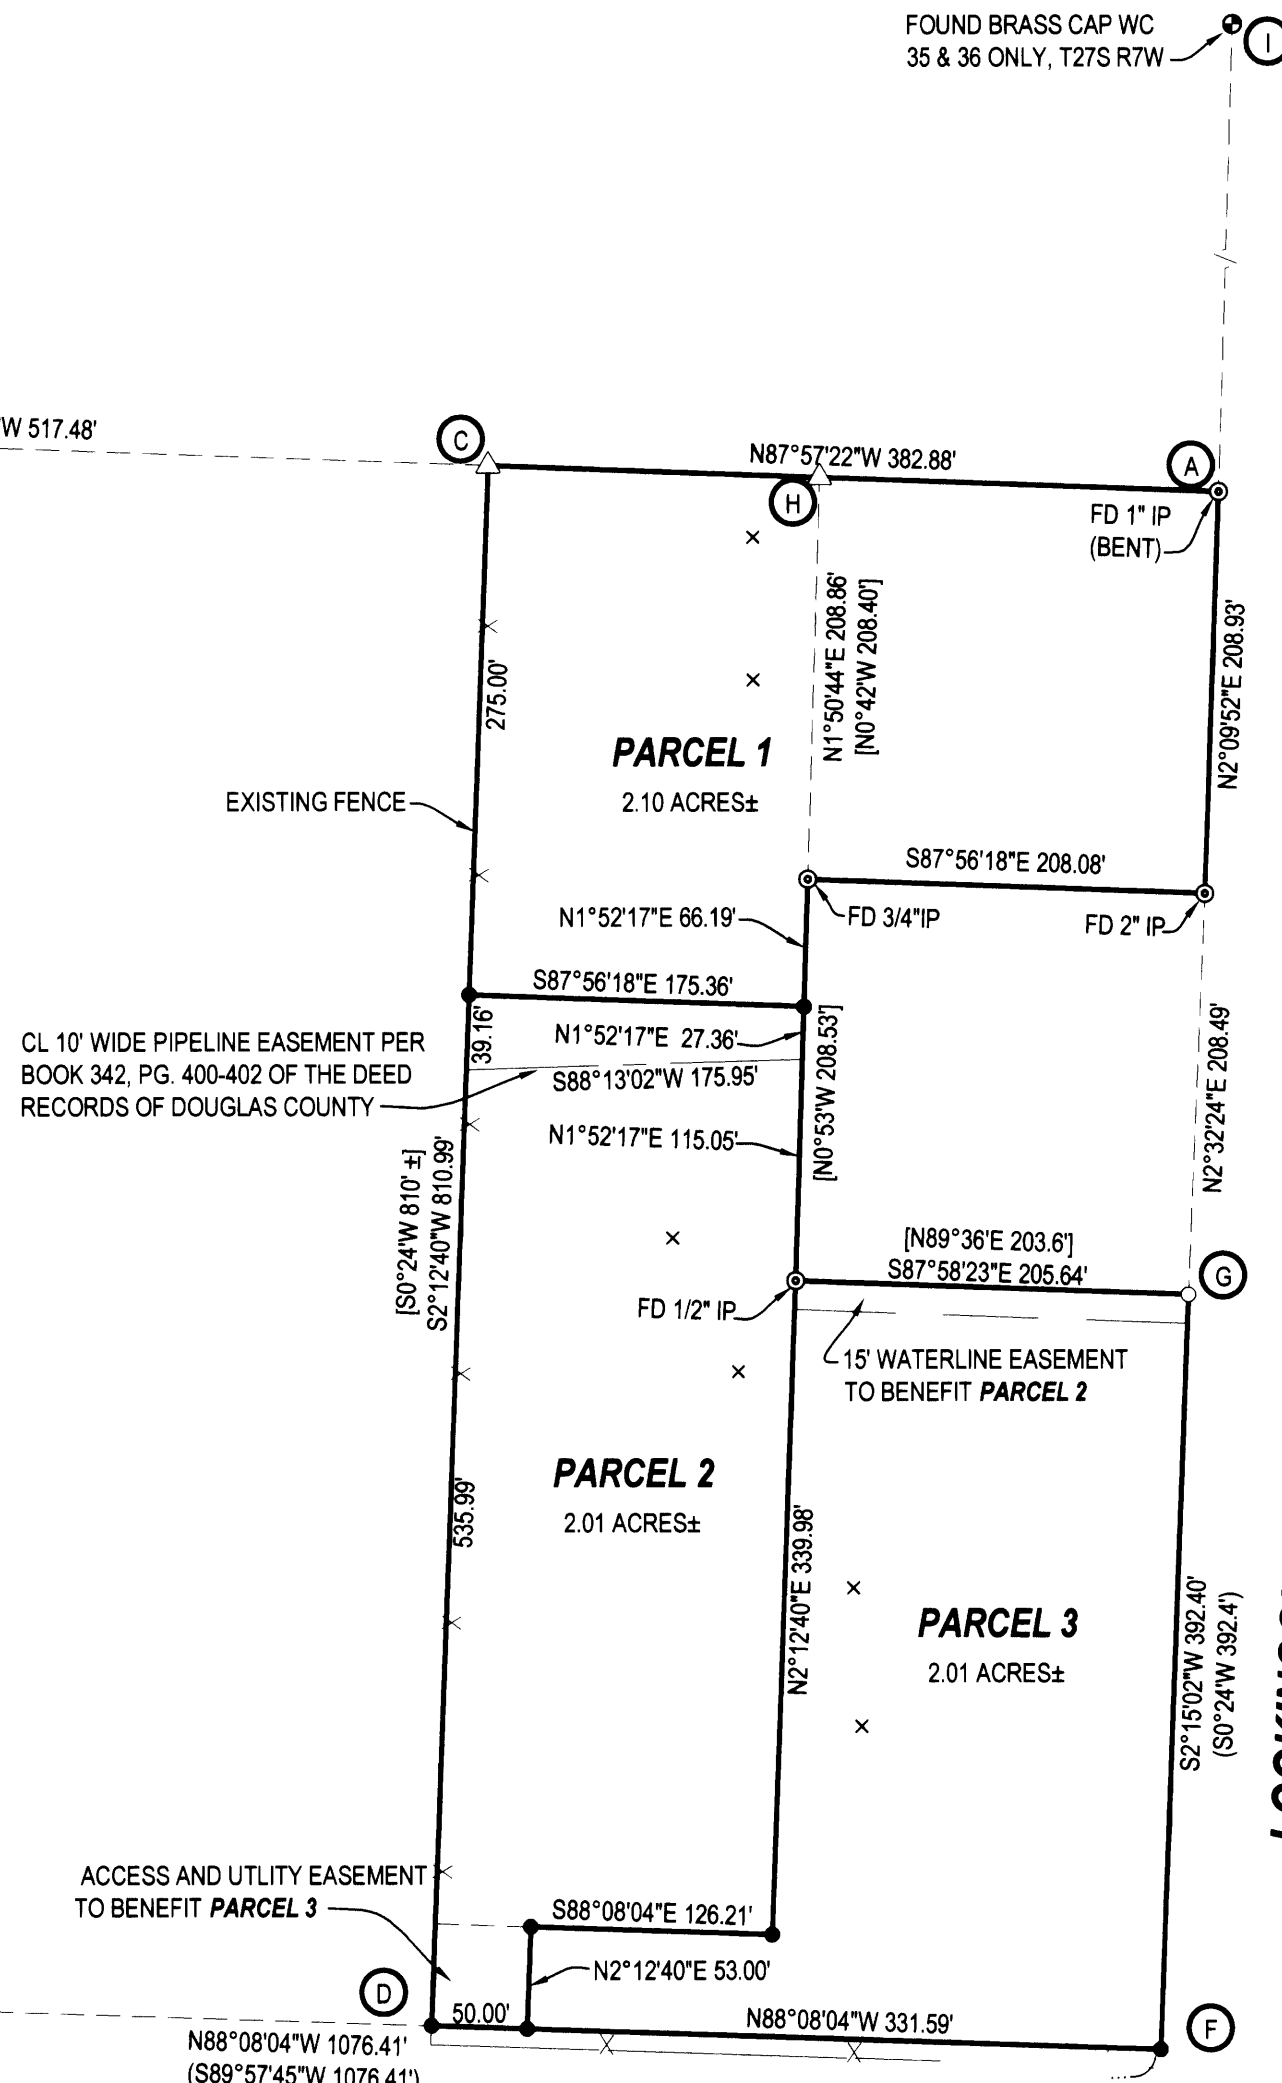 FOUND BRASS CAP WC
35 & 36 ONLY, T27S R7W
I
'W 517.48'
C
N87°57'22"W 382.88'
A
H
FD 1" IP
(BENT)
N1°50'44"E 208.86'
[N0°42'W 208.40']
N2°09'52"E 208.93'
275.00'
PARCEL 1
2.10 ACRES±
EXISTING FENCE
S87°56'18"E 208.08'
N1°52'17"E 66.19'
FD 3/4"IP
FD 2" IP
S87°56'18"E 175.36'
39.16'
N1°52'17"E 27.36'
[N0°53'W 208.53']
CL 10' WIDE PIPELINE EASEMENT PER
BOOK 342, PG. 400-402 OF THE DEED
RECORDS OF DOUGLAS COUNTY
S88°13'02"W 175.95'
N1°52'17"E 115.05'
N2°32'24"E 208.49'
[S0°24'W 810' ±]
S2°12'40"W 810.99'
[N89°36'E 203.6']
S87°58'23"E 205.64'
G
FD 1/2" IP
15' WATERLINE EASEMENT
TO BENEFIT PARCEL 2
PARCEL 2
2.01 ACRES±
535.99'
N2°12'40"E 339.98'
PARCEL 3
2.01 ACRES±
S2°15'02"W 392.40'
(S0°24'W 392.4')
ACCESS AND UTLITY EASEMENT
TO BENEFIT PARCEL 3
S88°08'04"E 126.21'
N2°12'40"E 53.00'
D
50.00'
N88°08'04"W 331.59'
F
N88°08'04"W 1076.41'
(S89°57'45"W 1076.41')